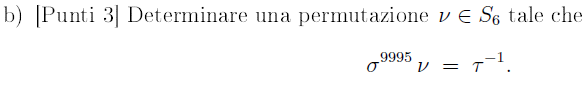 b) [Punti 3] Determinare una permutazione ν ∈ S₆ tale che
σ⁹⁹⁹⁵ ν = τ⁻¹.